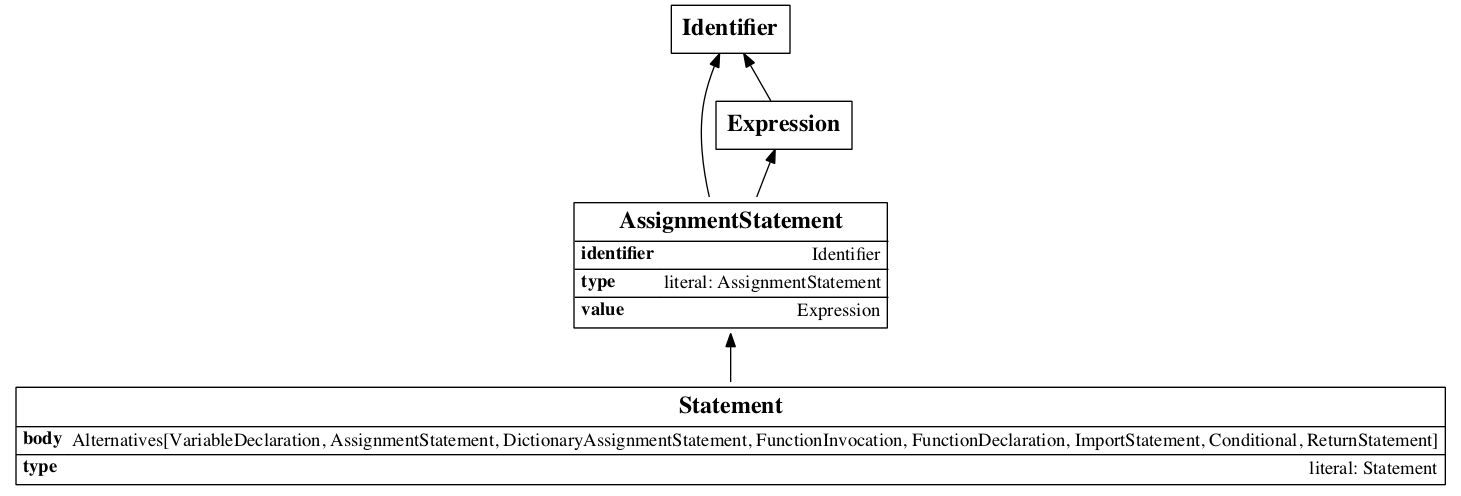 Identifier
Expression
AssignmentStatement
identifier Identifier
type literal: AssignmentStatement
value Expression
Statement
body Alternatives[VariableDeclaration, AssignmentStatement, DictionaryAssignmentStatement, FunctionInvocation, FunctionDeclaration, ImportStatement, Conditional, ReturnStatement]
type literal: Statement